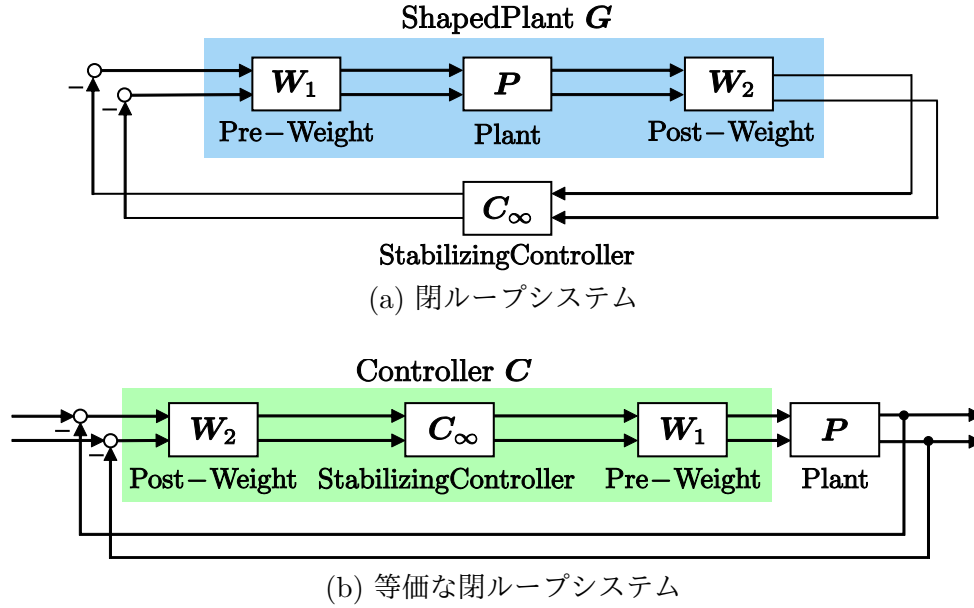 ShapedPlant G
− W₁ P W₂
−
Pre−Weight Plant Post−Weight
C∞
StabilizingController
(a) 閉ループシステム
Controller C
− W₂ C∞ W₁ P
−
Post−Weight StabilizingController Pre−Weight Plant
(b) 等価な閉ループシステム